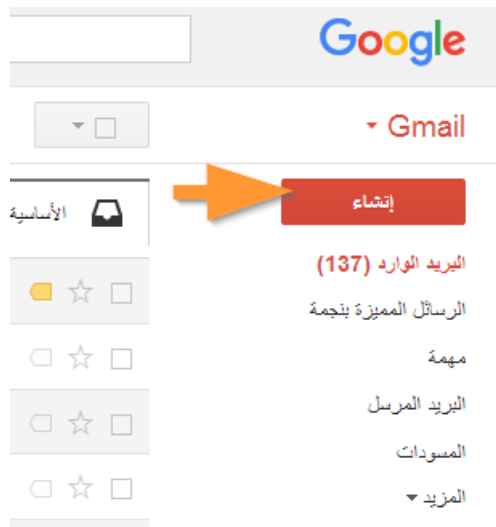 Google
Gmail
إنشاء
الأساسية
البريد الوارد (137)
الرسائل المميزة بنجمة
مهمة
البريد المرسل
المسودات
المزيد